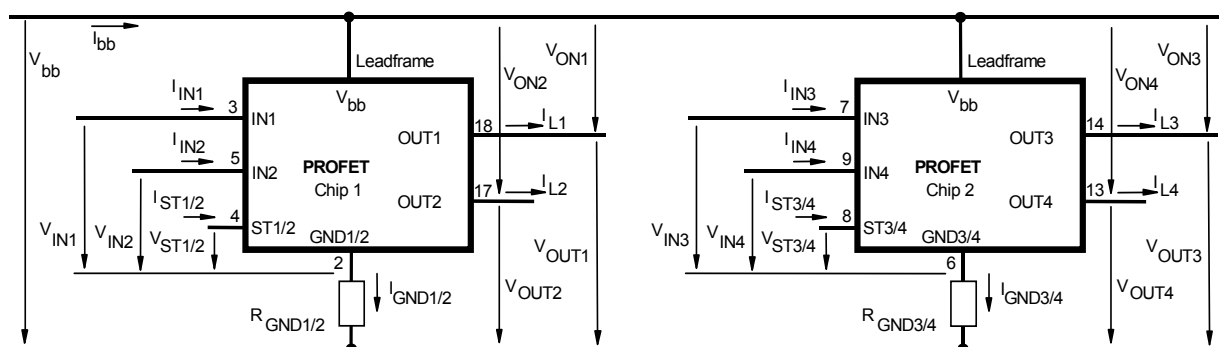 V bb
I bb
Leadframe
V ON2
V ON1
I IN1
3
IN1
V bb
18
I L1
OUT1
I IN2
5
IN2
PROFET
Chip 1
17
I L2
OUT2
I ST1/2
4
ST1/2
V IN1
V IN2
V ST1/2
GND1/2
2
V OUT1
I GND1/2
V OUT2
R GND1/2
Leadframe
V ON4
V ON3
I IN3
7
IN3
V bb
14
I L3
OUT3
I IN4
9
IN4
PROFET
Chip 2
13
I L4
OUT4
I ST3/4
8
ST3/4
V IN3
V IN4
V ST3/4
GND3/4
6
V OUT3
I GND3/4
V OUT4
R GND3/4